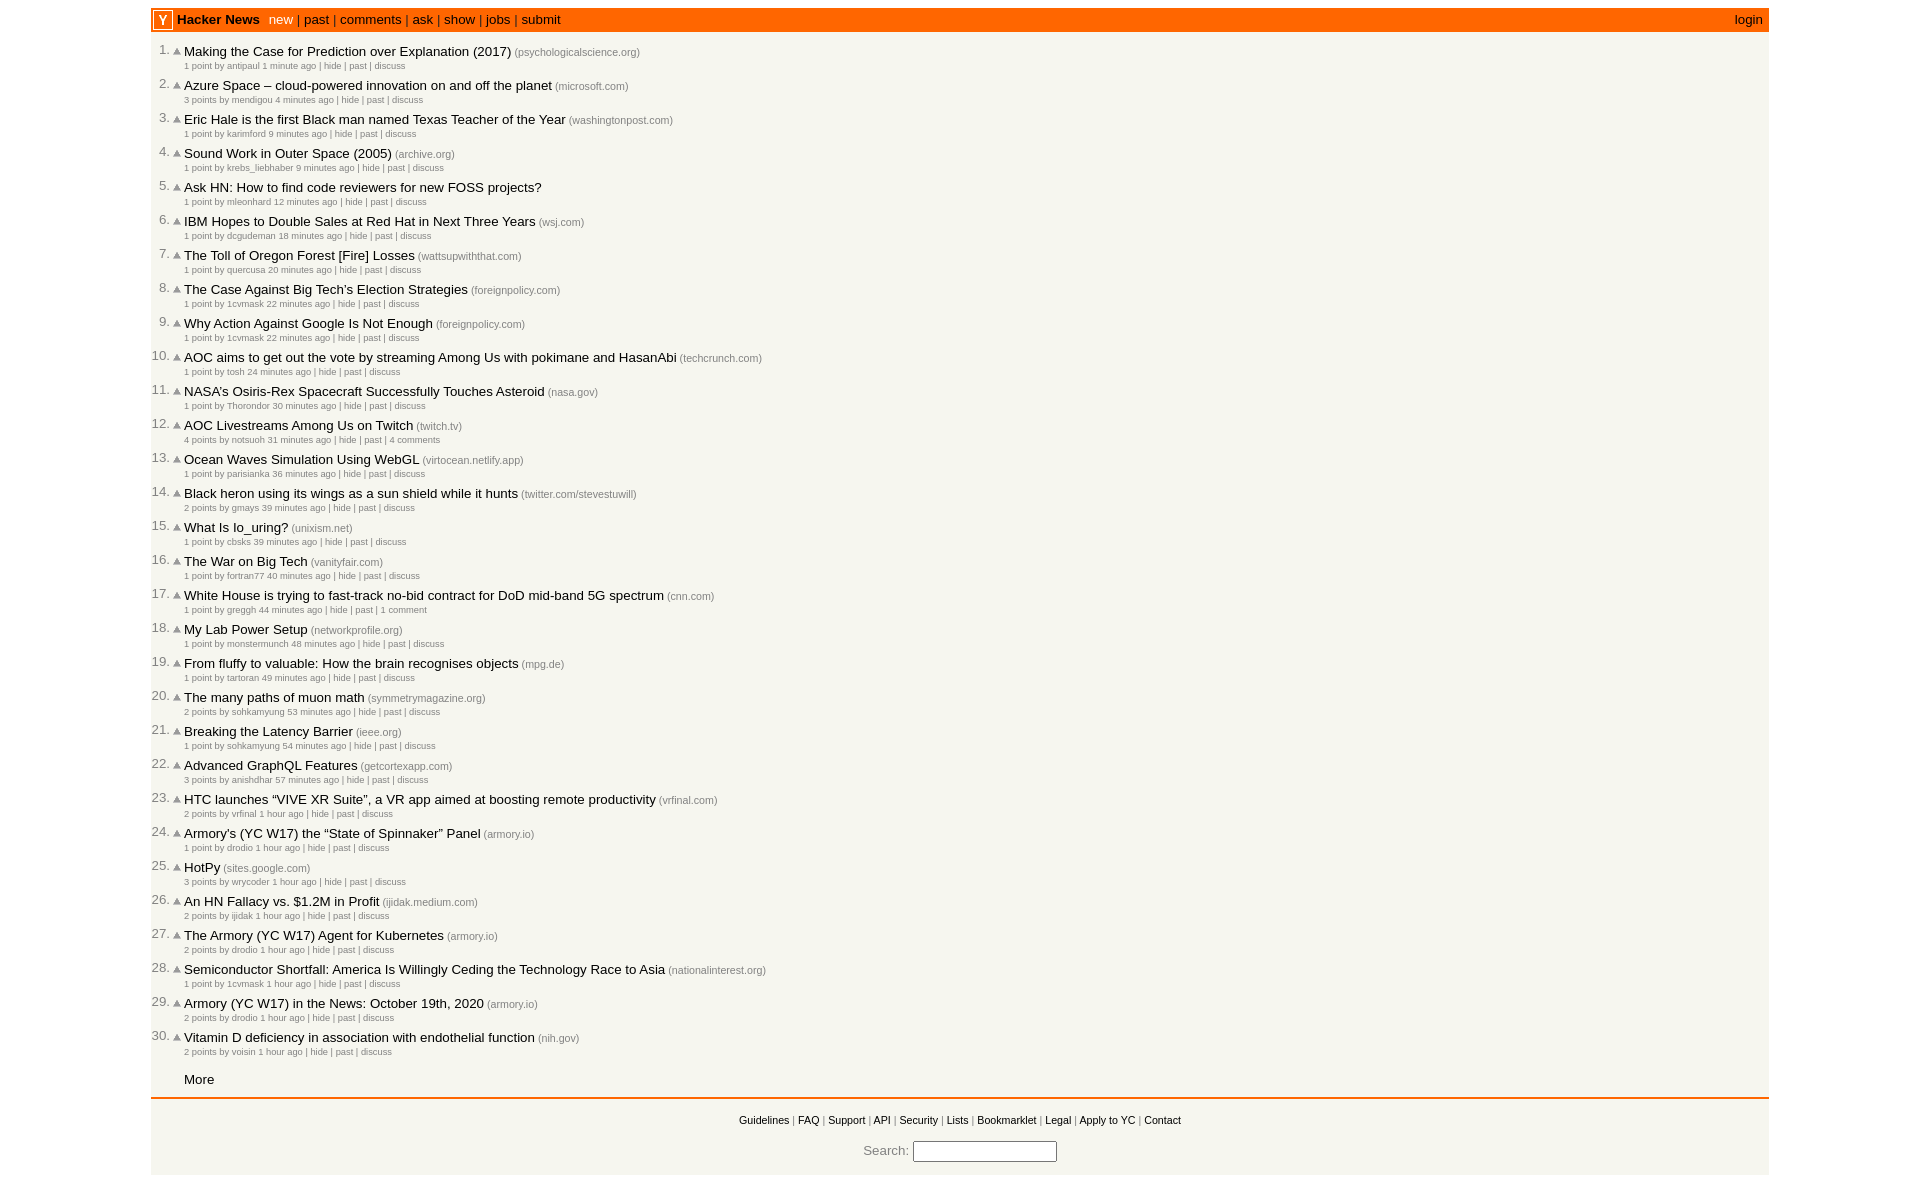 Y Hacker News new | past | comments | ask | show | jobs | submit login
1. Making the Case for Prediction over Explanation (2017) (psychologicalscience.org)
1 point by antipaul 1 minute ago | hide | past | discuss
2. Azure Space – cloud-powered innovation on and off the planet (microsoft.com)
3 points by mendigou 4 minutes ago | hide | past | discuss
3. Eric Hale is the first Black man named Texas Teacher of the Year (washingtonpost.com)
1 point by karimford 9 minutes ago | hide | past | discuss
4. Sound Work in Outer Space (2005) (archive.org)
1 point by krebs_liebhaber 9 minutes ago | hide | past | discuss
5. Ask HN: How to find code reviewers for new FOSS projects?
1 point by mleonhard 12 minutes ago | hide | past | discuss
6. IBM Hopes to Double Sales at Red Hat in Next Three Years (wsj.com)
1 point by dcgudeman 18 minutes ago | hide | past | discuss
7. The Toll of Oregon Forest [Fire] Losses (wattsupwiththat.com)
1 point by quercusa 20 minutes ago | hide | past | discuss
8. The Case Against Big Tech’s Election Strategies (foreignpolicy.com)
1 point by 1cvmask 22 minutes ago | hide | past | discuss
9. Why Action Against Google Is Not Enough (foreignpolicy.com)
1 point by 1cvmask 22 minutes ago | hide | past | discuss
10. AOC aims to get out the vote by streaming Among Us with pokimane and HasanAbi (techcrunch.com)
1 point by tosh 24 minutes ago | hide | past | discuss
11. NASA’s Osiris-Rex Spacecraft Successfully Touches Asteroid (nasa.gov)
1 point by Thorondor 30 minutes ago | hide | past | discuss
12. AOC Livestreams Among Us on Twitch (twitch.tv)
4 points by notsuoh 31 minutes ago | hide | past | 4 comments
13. Ocean Waves Simulation Using WebGL (virtocean.netlify.app)
1 point by parisianka 36 minutes ago | hide | past | discuss
14. Black heron using its wings as a sun shield while it hunts (twitter.com/stevestuwill)
2 points by gmays 39 minutes ago | hide | past | discuss
15. What Is Io_uring? (unixism.net)
1 point by cbsks 39 minutes ago | hide | past | discuss
16. The War on Big Tech (vanityfair.com)
1 point by fortran77 40 minutes ago | hide | past | discuss
17. White House is trying to fast-track no-bid contract for DoD mid-band 5G spectrum (cnn.com)
1 point by greggh 44 minutes ago | hide | past | 1 comment
18. My Lab Power Setup (networkprofile.org)
1 point by monstermunch 48 minutes ago | hide | past | discuss
19. From fluffy to valuable: How the brain recognises objects (mpg.de)
1 point by tartoran 49 minutes ago | hide | past | discuss
20. The many paths of muon math (symmetrymagazine.org)
2 points by sohkamyung 53 minutes ago | hide | past | discuss
21. Breaking the Latency Barrier (ieee.org)
1 point by sohkamyung 54 minutes ago | hide | past | discuss
22. Advanced GraphQL Features (getcortexapp.com)
3 points by anishdhar 57 minutes ago | hide | past | discuss
23. HTC launches “VIVE XR Suite”, a VR app aimed at boosting remote productivity (vrfinal.com)
2 points by vrfinal 1 hour ago | hide | past | discuss
24. Armory's (YC W17) the “State of Spinnaker” Panel (armory.io)
1 point by drodio 1 hour ago | hide | past | discuss
25. HotPy (sites.google.com)
3 points by wrycoder 1 hour ago | hide | past | discuss
26. An HN Fallacy vs. $1.2M in Profit (ijidak.medium.com)
2 points by ijidak 1 hour ago | hide | past | discuss
27. The Armory (YC W17) Agent for Kubernetes (armory.io)
2 points by drodio 1 hour ago | hide | past | discuss
28. Semiconductor Shortfall: America Is Willingly Ceding the Technology Race to Asia (nationalinterest.org)
1 point by 1cvmask 1 hour ago | hide | past | discuss
29. Armory (YC W17) in the News: October 19th, 2020 (armory.io)
2 points by drodio 1 hour ago | hide | past | discuss
30. Vitamin D deficiency in association with endothelial function (nih.gov)
2 points by voisin 1 hour ago | hide | past | discuss
More
Guidelines | FAQ | Support | API | Security | Lists | Bookmarklet | Legal | Apply to YC | Contact
Search: